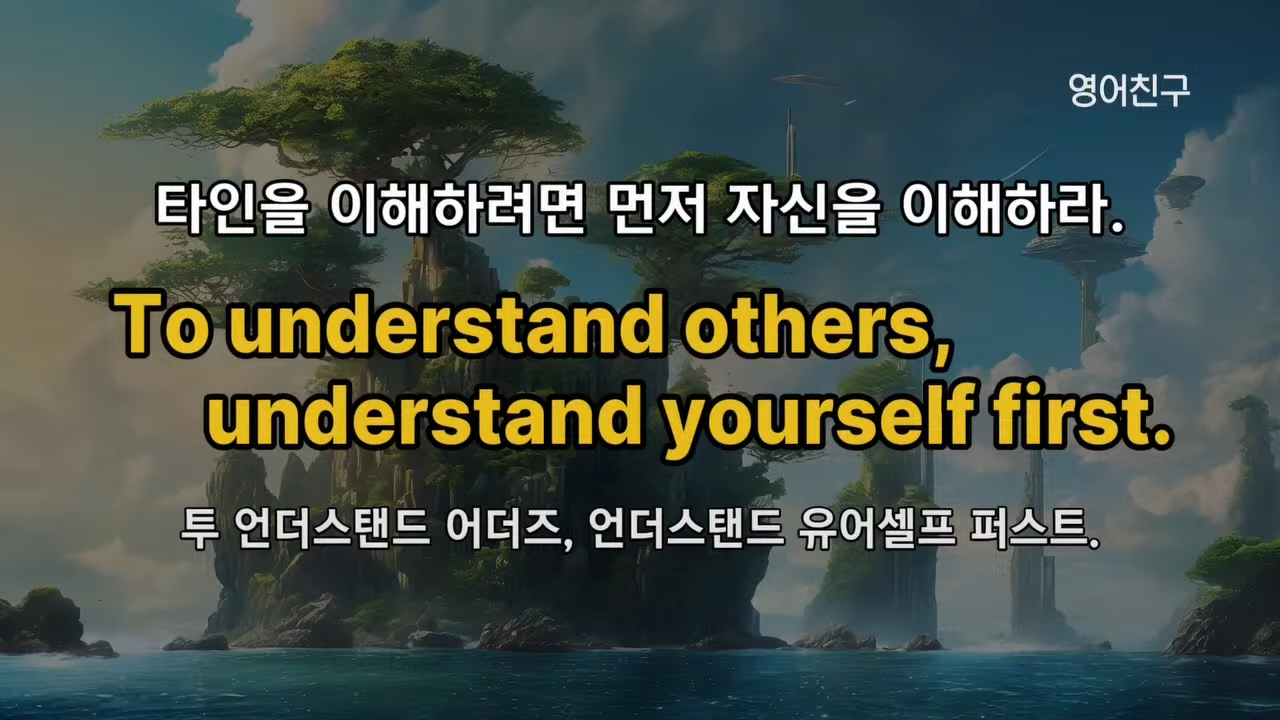 영어친구
타인을 이해하려면 먼저 자신을 이해하라.
To understand others,
understand yourself first.
투 언더스탠드 어더즈, 언더스탠드 유어셀프 퍼스트.